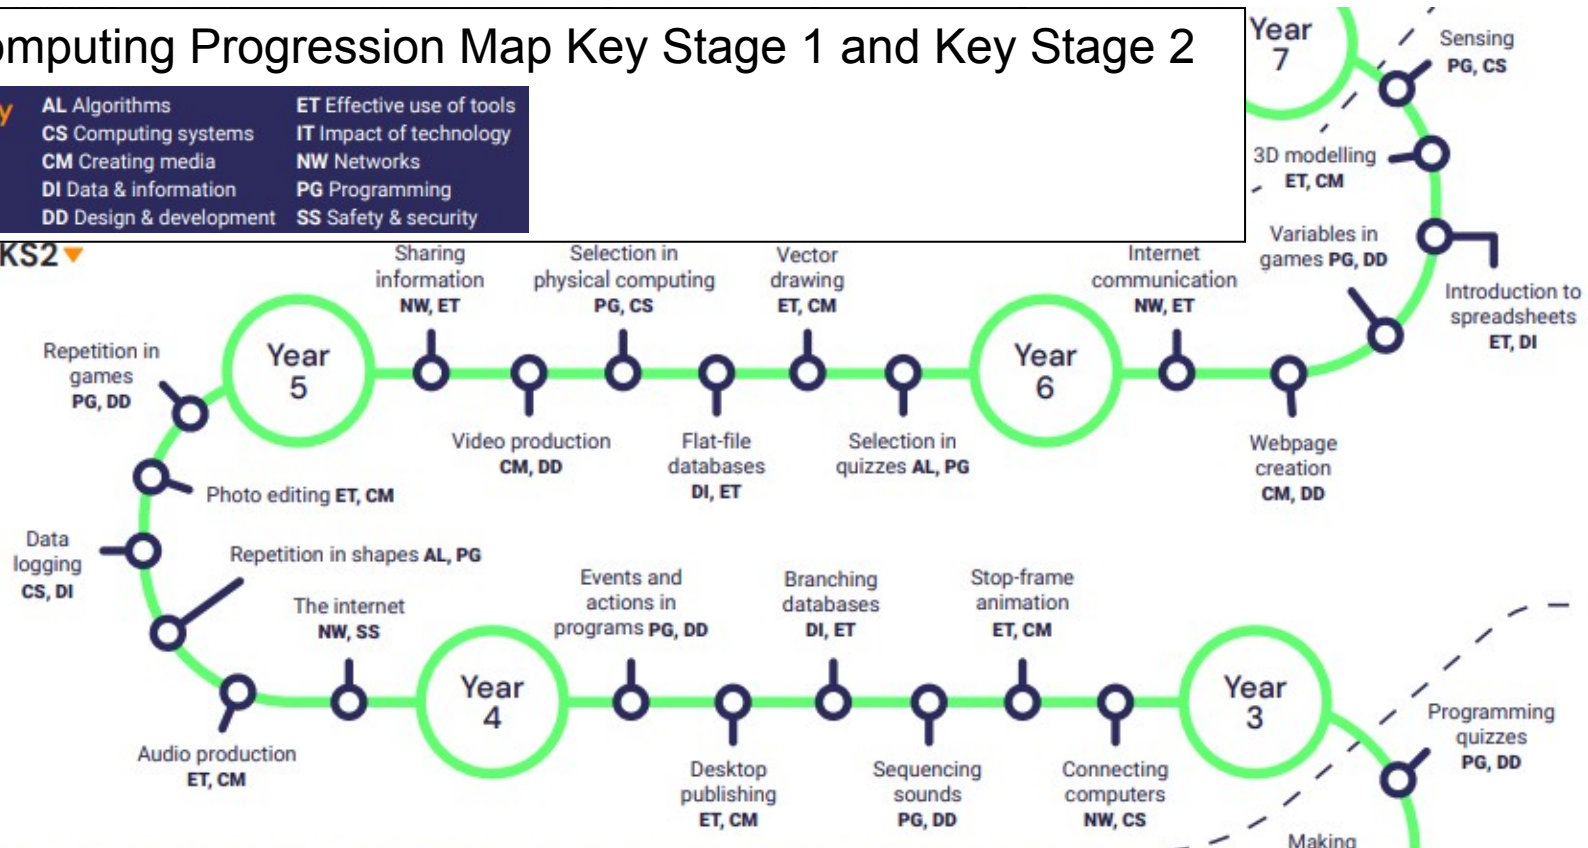 omputing Progression Map Key Stage 1 and Key Stage 2
y
AL Algorithms
CS Computing systems
CM Creating media
DI Data & information
DD Design & development
ET Effective use of tools
IT Impact of technology
NW Networks
PG Programming
SS Safety & security
KS2
Year
7
Sensing
PG, CS
3D modelling
ET, CM
Variables in
games PG, DD
Introduction to
spreadsheets
ET, DI
Repetition in
games
PG, DD
Year
5
Sharing
information
NW, ET
Video production
CM, DD
Selection in
physical computing
PG, CS
Flat-file
databases
DI, ET
Vector
drawing
ET, CM
Selection in
quizzes AL, PG
Year
6
Internet
communication
NW, ET
Webpage
creation
CM, DD
Photo editing ET, CM
Data
logging
CS, DI
Repetition in shapes AL, PG
Audio production
ET, CM
The internet
NW, SS
Year
4
Events and
actions in
programs PG, DD
Desktop
publishing
ET, CM
Branching
databases
DI, ET
Sequencing
sounds
PG, DD
Stop-frame
animation
ET, CM
Connecting
computers
NW, CS
Year
3
Programming
quizzes
PG, DD
Making